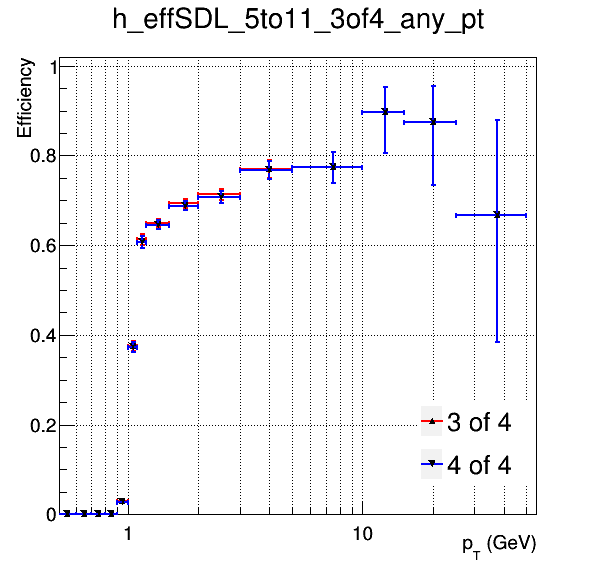 h_effSDL_5to11_3of4_any_pt
Efficiency
1
0.8
0.6
0.4
0.2
0
3 of 4
4 of 4
1
10
p_T (GeV)